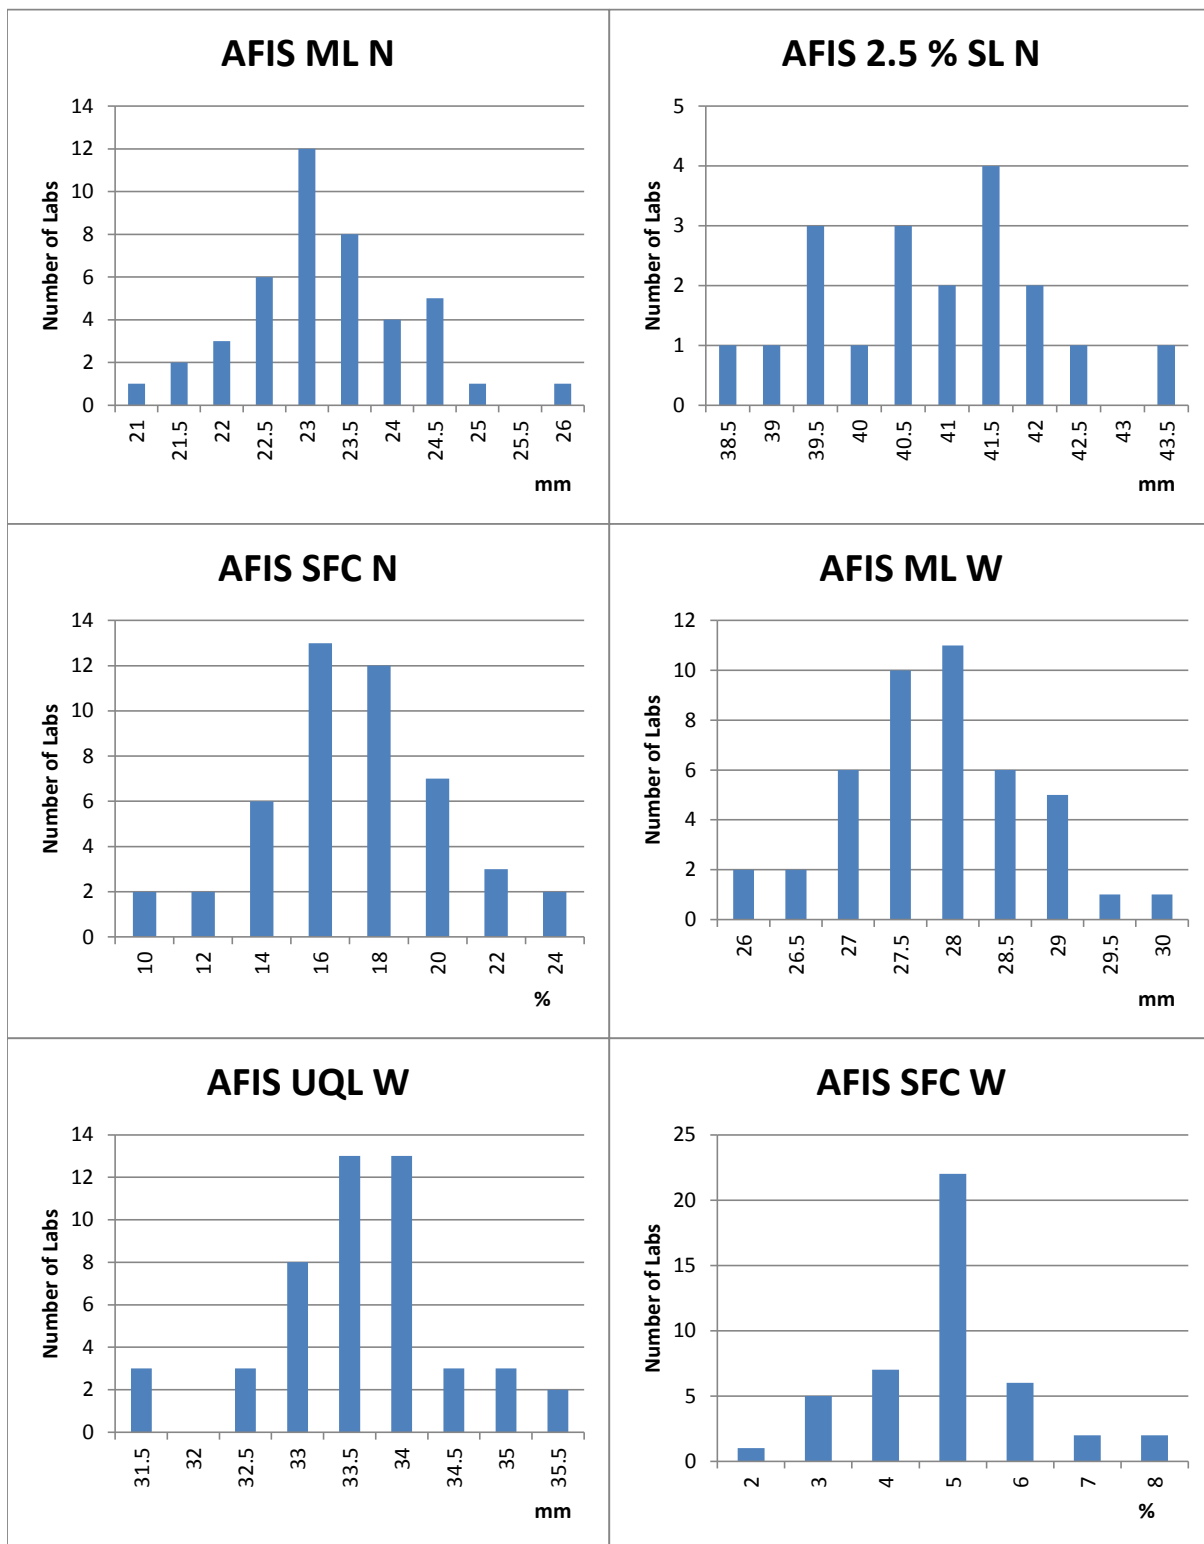 AFIS ML N
14
12
10
8
6
4
2
0
Number of Labs
21 21.5 22 22.5 23 23.5 24 24.5 25 25.5 26
mm
AFIS 2.5 % SL N
5
4
3
2
1
0
Number of Labs
38.5 39 39.5 40 40.5 41 41.5 42 42.5 43 43.5
mm
AFIS SFC N
14
12
10
8
6
4
2
0
Number of Labs
10 12 14 16 18 20 22 24
%
AFIS ML W
12
10
8
6
4
2
0
Number of Labs
26 26.5 27 27.5 28 28.5 29 29.5 30
mm
AFIS UQL W
14
12
10
8
6
4
2
0
Number of Labs
31.5 32 32.5 33 33.5 34 34.5 35 35.5
mm
AFIS SFC W
25
20
15
10
5
0
Number of Labs
2 3 4 5 6 7 8
%